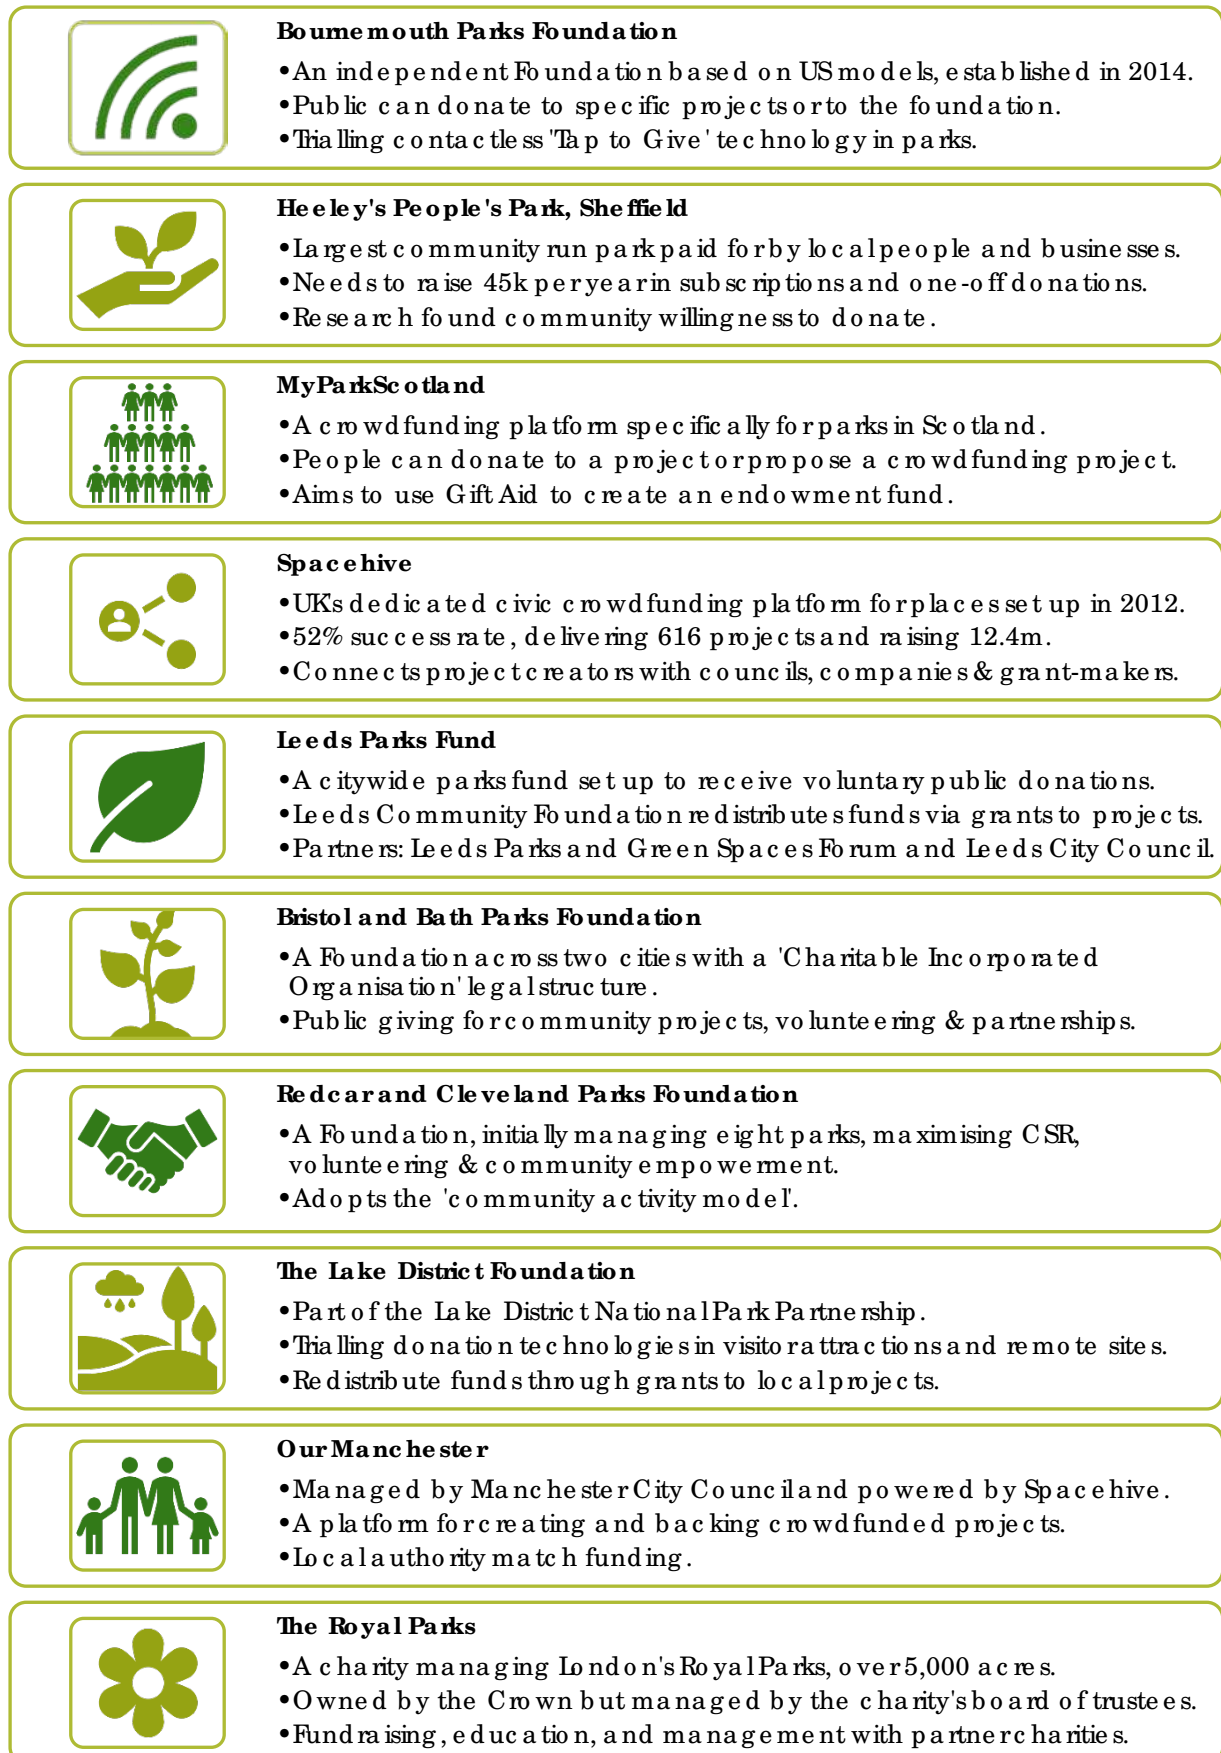 Bournemouth Parks Foundation
•An independent Foundation based on US models, established in 2014.
•Public can donate to specific projects or to the foundation.
•Trialling contactless 'Tap to Give' technology in parks.
Heeley's People's Park, Sheffield
•Largest community run park paid for by local people and businesses.
•Needs to raise 45k per year in subscriptions and one-off donations.
•Research found community willingness to donate.
MyParkScotland
•A crowdfunding platform specifically for parks in Scotland.
•People can donate to a project or propose a crowdfunding project.
•Aims to use Gift Aid to create an endowment fund.
Spacehive
•UK's dedicated civic crowdfunding platform for places set up in 2012.
•52% success rate, delivering 616 projects and raising 12.4m.
•Connects project creators with councils, companies & grant-makers.
Leeds Parks Fund
•A citywide parks fund set up to receive voluntary public donations.
•Leeds Community Foundation redistributes funds via grants to projects.
•Partners: Leeds Parks and Green Spaces Forum and Leeds City Council.
Bristol and Bath Parks Foundation
•A Foundation across two cities with a 'Charitable Incorporated
Organisation' legal structure.
•Public giving for community projects, volunteering & partnerships.
Redcar and Cleveland Parks Foundation
•A Foundation, initially managing eight parks, maximising CSR,
volunteering & community empowerment.
•Adopts the 'community activity model'.
The Lake District Foundation
•Part of the Lake District National Park Partnership.
•Trialling donation technologies in visitor attractions and remote sites.
•Redistribute funds through grants to local projects.
Our Manchester
•Managed by Manchester City Council and powered by Spacehive.
•A platform for creating and backing crowdfunded projects.
•Local authority match funding.
The Royal Parks
•A charity managing London's Royal Parks, over 5,000 acres.
•Owned by the Crown but managed by the charity's board of trustees.
•Fundraising, education, and management with partner charities.